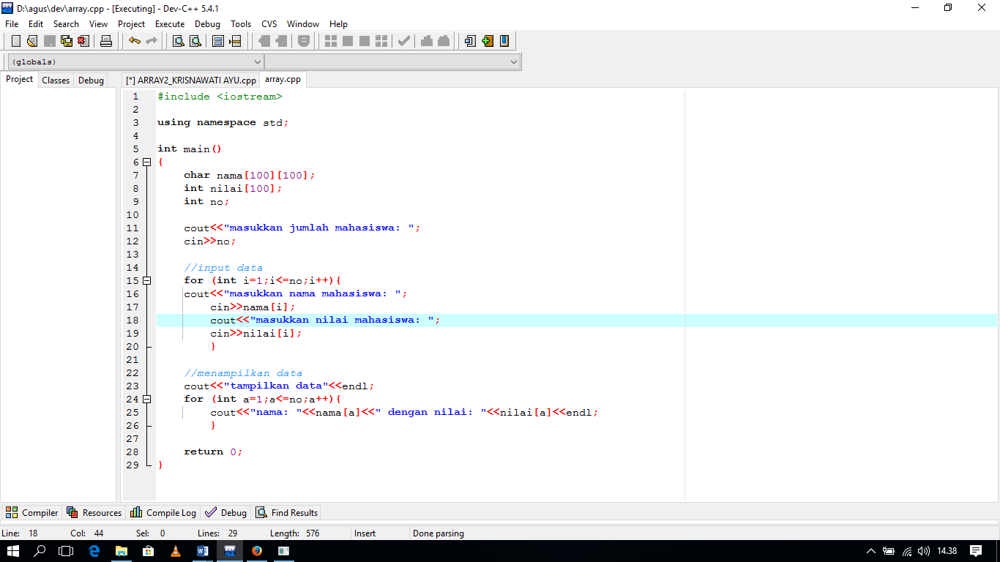 D:\agus\dev\array.cpp - [Executing] - Dev-C++ 5.4.1
File Edit Search View Project Execute Debug Tools CVS Window Help
(globals)
Project Classes Debug [*] ARRAY2_KRISNAWATI AYU.cpp array.cpp
1 #include <iostream>
2
3 using namespace std;
4
5 int main()
6 {
7 char nama[100][100];
8 int nilai[100];
9 int no;
10
11 cout<<"masukkan jumlah mahasiswa: ";
12 cin>>no;
13
14 //input data
15 for (int i=1;i<=no;i++){
16 cout<<"masukkan nama mahasiswa: ";
17 cin>>nama[i];
18 cout<<"masukkan nilai mahasiswa: ";
19 cin>>nilai[i];
20 }
21
22 //menampilkan data
23 cout<<"tampilkan data"<<endl;
24 for (int a=1;a<=no;a++){
25 cout<<"nama: "<<nama[a]<<" dengan nilai: "<<nilai[a]<<endl;
26 }
27
28 return 0;
29 }
Compiler Resources Compile Log Debug Find Results
Line: 18 Col: 44 Sel: 0 Lines: 29 Length: 576 Insert Done parsing
14.38